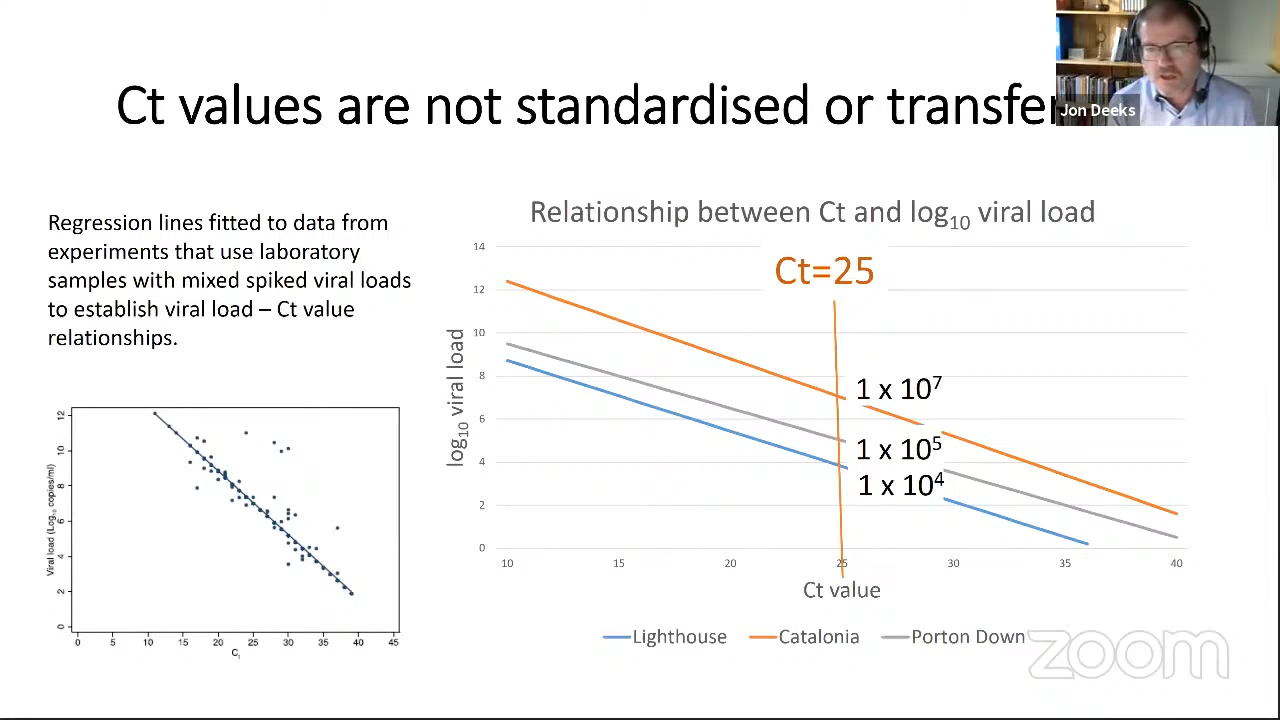 Ct values are not standardised or transfe
Jon Deeks
Regression lines fitted to data from
experiments that use laboratory
samples with mixed spiked viral loads
to establish viral load – Ct value
relationships.
Viral load (Log₁₀ copies/ml)
12
10
8
6
4
2
0
0 5 10 15 20 25 30 35 40 45
Cₜ
Relationship between Ct and log₁₀ viral load
Ct=25
log₁₀ viral load
14
12
10
8
6
4
2
0
1 x 10⁷
1 x 10⁵
1 x 10⁴
10 15 20 25 30 35 40
Ct value
Lighthouse Catalonia Porton Down
zoom